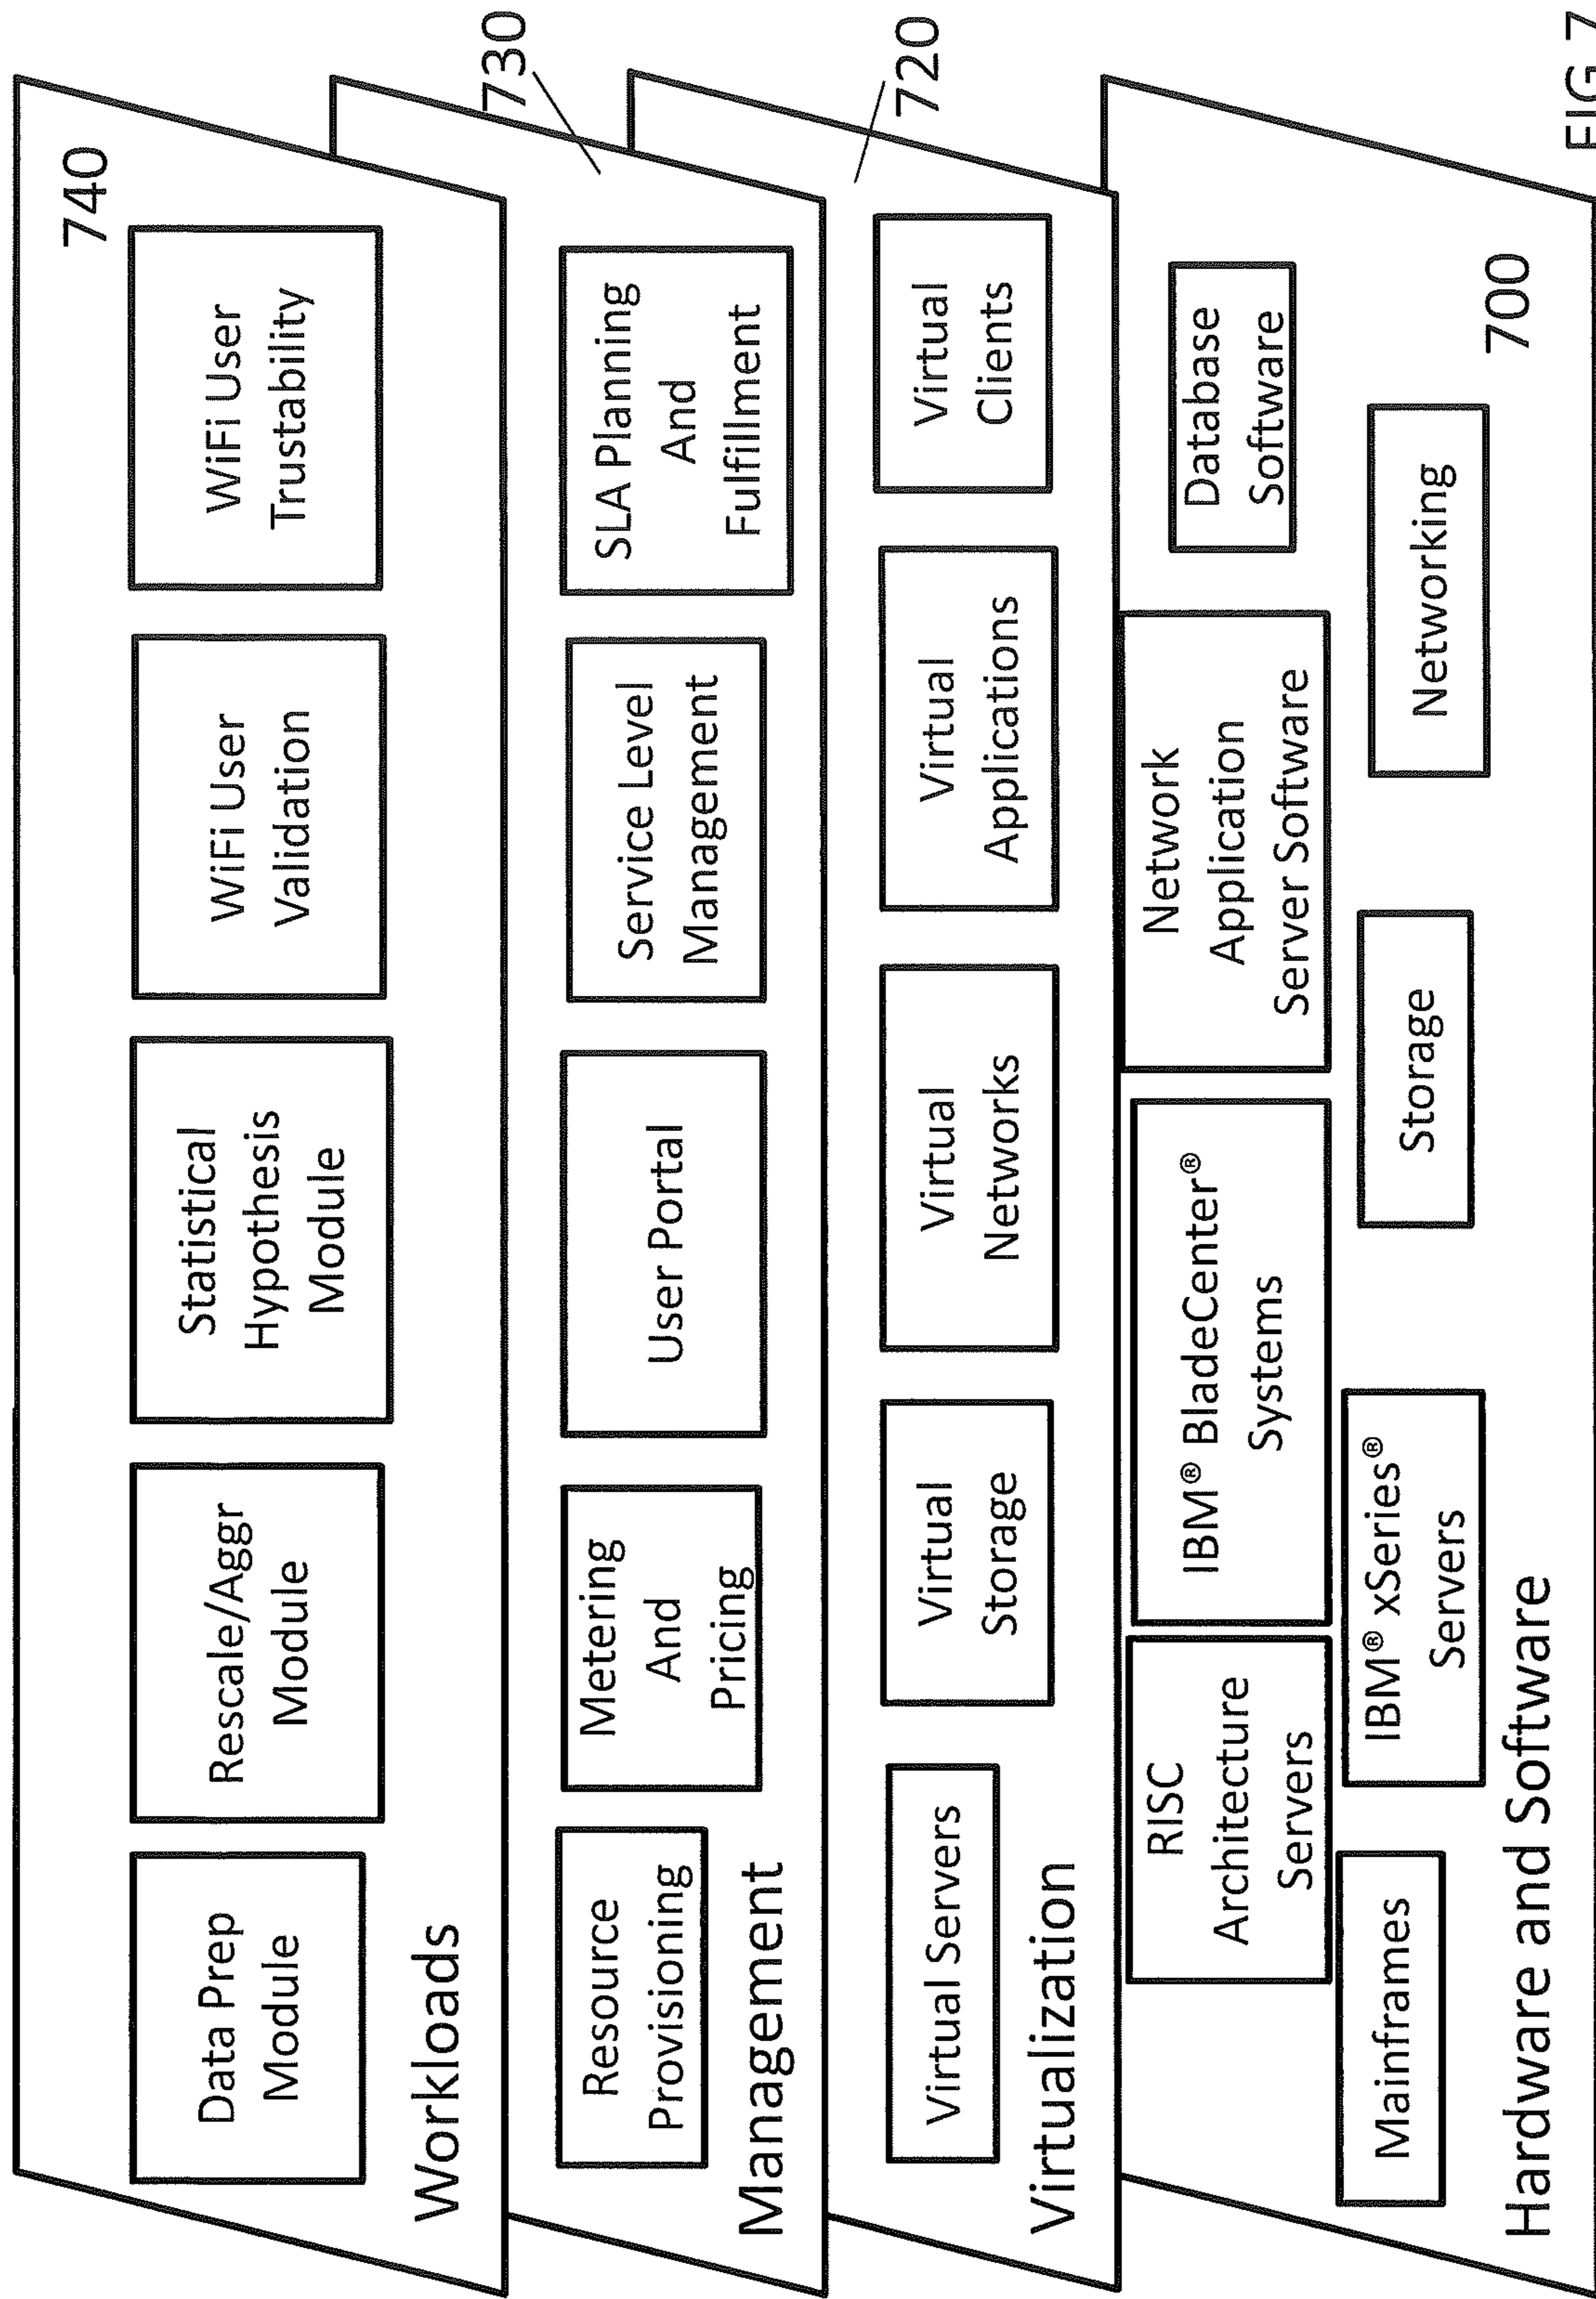 740
Data Prep
Module
Rescale/Aggr
Module
Statistical
Hypothesis
Module
WiFi User
Validation
WiFi User
Trustability
Workloads
730
Resource
Provisioning
Metering
And
Pricing
User Portal
Service Level
Management
SLA Planning
And
Fulfillment
Management
720
Virtual Servers
Virtual
Storage
Virtual
Networks
Virtual
Applications
Virtual
Clients
Virtualization
RISC
Architecture
Servers
IBM® BladeCenter®
Systems
Network
Application
Server Software
Database
Software
Mainframes
IBM® xSeries®
Servers
Storage
Networking
700
Hardware and Software
FIG 7